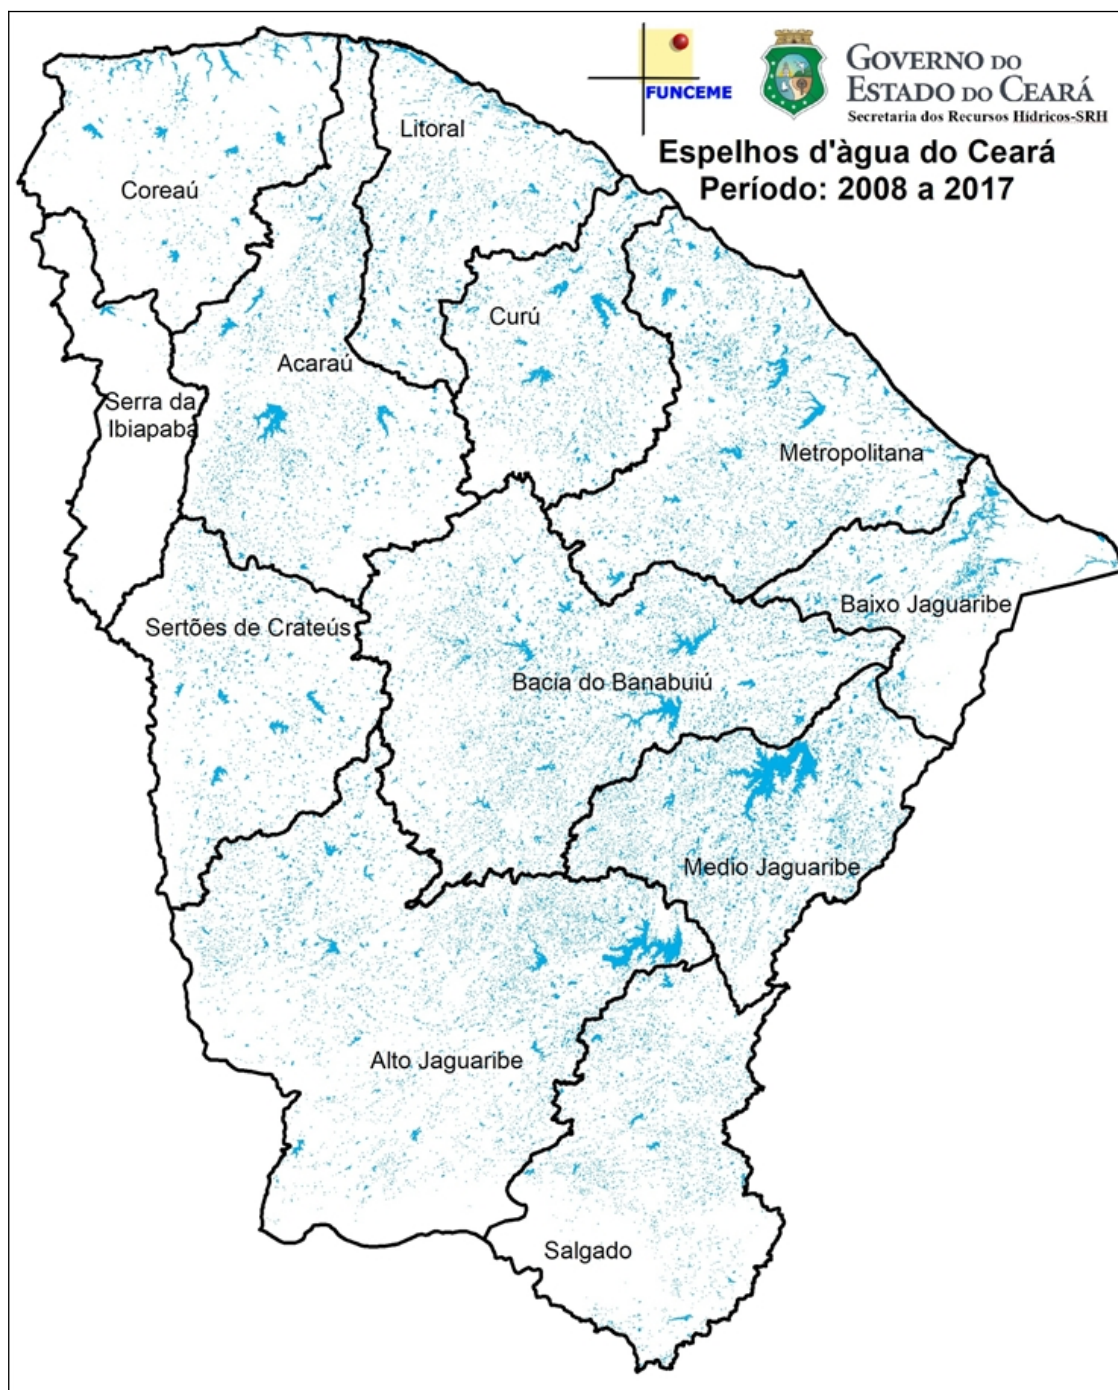 FUNCEME
GOVERNO DO
ESTADO DO CEARÁ
Secretaria dos Recursos Hídricos-SRH
Espelhos d'àgua do Ceará
Período: 2008 a 2017
Litoral
Coreaú
Curú
Acaraú
Serra da
Ibiapaba
Metropolitana
Baixo Jaguaribe
Sertões de Crateús
Bacia do Banabuiú
Medio Jaguaribe
Alto Jaguaribe
Salgado